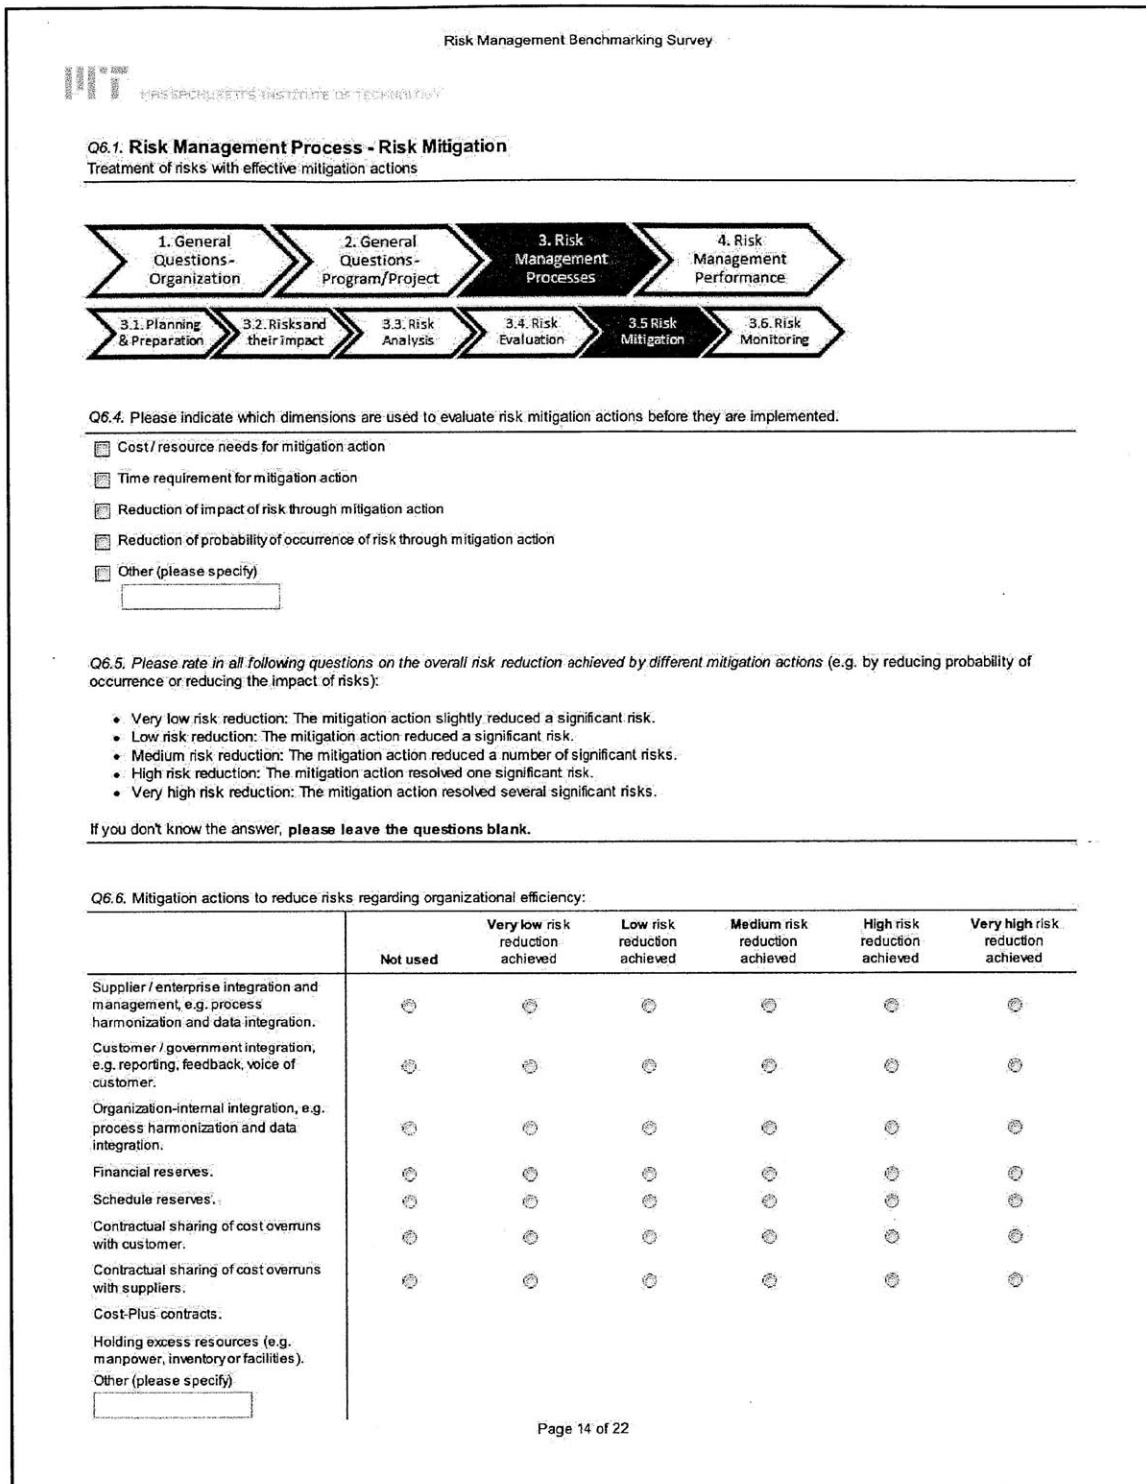 Risk Management Benchmarking Survey
MIT MASSACHUSETTS INSTITUTE OF TECHNOLOGY
Q6.1. Risk Management Process - Risk Mitigation
Treatment of risks with effective mitigation actions
1. General
Questions-
Organization
2. General
Questions-
Program/Project
3. Risk
Management
Processes
4. Risk
Management
Performance
3.1. Planning
& Preparation
3.2. Risks and
their impact
3.3. Risk
Analysis
3.4. Risk
Evaluation
3.5 Risk
Mitigation
3.6. Risk
Monitoring
Q6.4. Please indicate which dimensions are used to evaluate risk mitigation actions before they are implemented.
Cost / resource needs for mitigation action
Time requirement for mitigation action
Reduction of impact of risk through mitigation action
Reduction of probability of occurrence of risk through mitigation action
Other (please specify)
Q6.5. Please rate in all following questions on the overall risk reduction achieved by different mitigation actions (e.g. by reducing probability of
occurrence or reducing the impact of risks):
• Very low risk reduction: The mitigation action slightly reduced a significant risk.
• Low risk reduction: The mitigation action reduced a significant risk.
• Medium risk reduction: The mitigation action reduced a number of significant risks.
• High risk reduction: The mitigation action resolved one significant risk.
• Very high risk reduction: The mitigation action resolved several significant risks.
If you don't know the answer, please leave the questions blank.
Q6.6. Mitigation actions to reduce risks regarding organizational efficiency:
Not used
Very low risk
reduction
achieved
Low risk
reduction
achieved
Medium risk
reduction
achieved
High risk
reduction
achieved
Very high risk
reduction
achieved
Supplier / enterprise integration and
management, e.g. process
harmonization and data integration.
Customer / government integration,
e.g. reporting, feedback, voice of
customer.
Organization-internal integration, e.g.
process harmonization and data
integration.
Financial reserves.
Schedule reserves.
Contractual sharing of cost overruns
with customer.
Contractual sharing of cost overruns
with suppliers.
Cost-Plus contracts.
Holding excess resources (e.g.
manpower, inventory or facilities).
Other (please specify)
Page 14 of 22